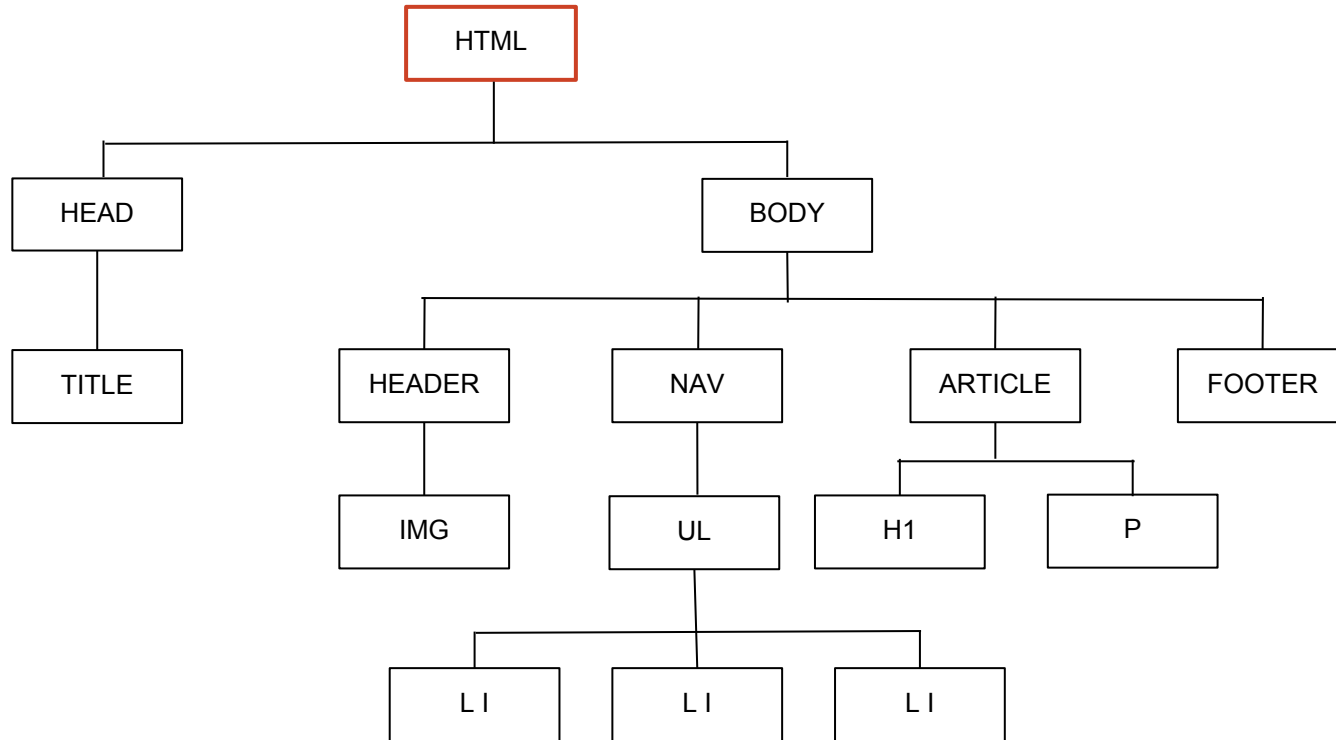 HTML
HEAD
BODY
TITLE
HEADER
NAV
ARTICLE
FOOTER
IMG
UL
H1
P
L I
L I
L I